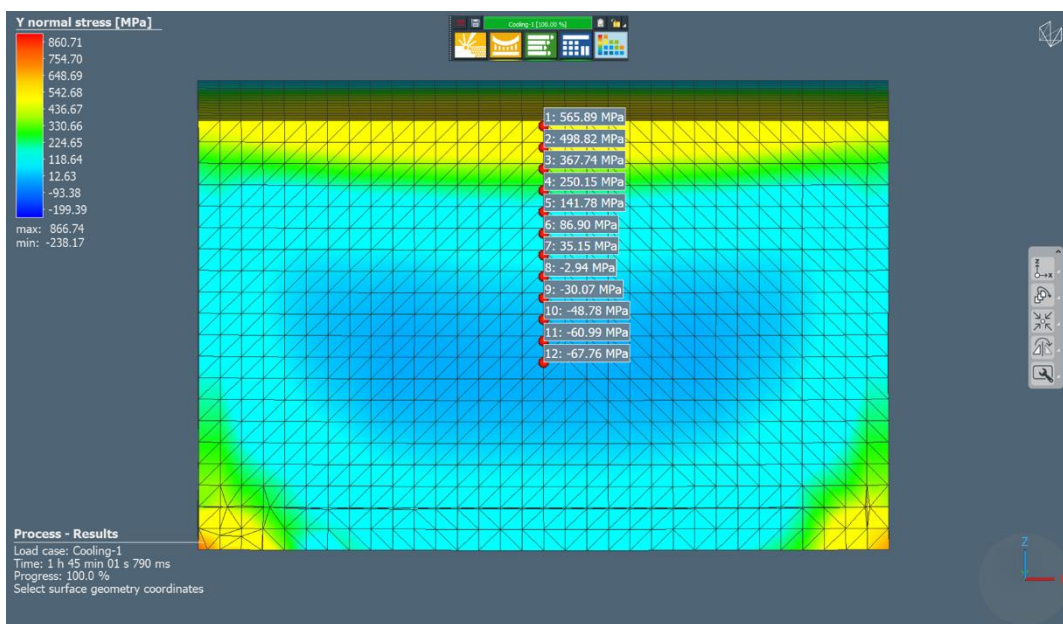 Y normal stress [MPa]
860.71
754.70
648.69
542.68
436.67
330.66
224.65
118.64
12.63
-93.38
-199.39
max: 866.74
min: -238.17
Cooling-1 [100.00 %]
1: 565.89 MPa
2: 498.82 MPa
3: 367.74 MPa
4: 250.15 MPa
5: 141.78 MPa
6: 86.90 MPa
7: 35.15 MPa
8: -2.94 MPa
9: -30.07 MPa
10: -48.78 MPa
11: -60.99 MPa
12: -67.76 MPa
Process - Results
Load case: Cooling-1
Time: 1 h 45 min 01 s 790 ms
Progress: 100.0 %
Select surface geometry coordinates
Z